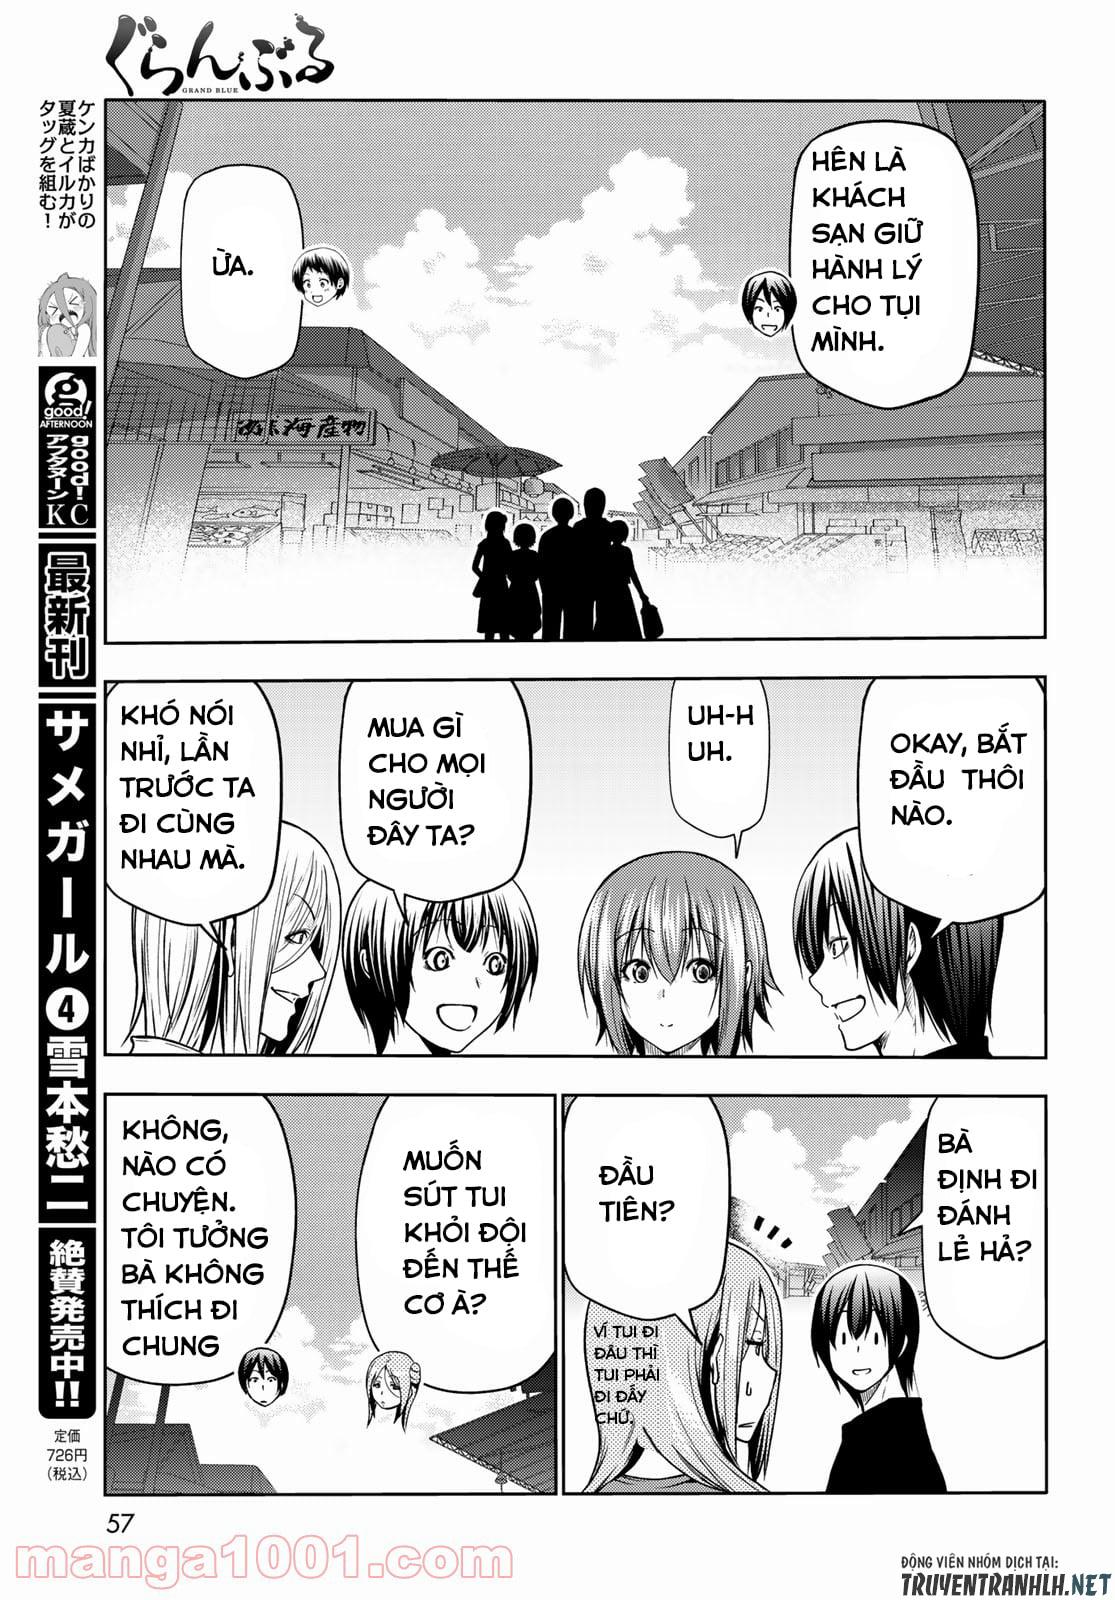 ぐらんぶる
GRAND BLUE
ケンカばかりの
夏蔵とイルカが
タッグを組む!
good!
AFTERNOON
good!
アフタヌーン
KC
最新刊
サメガール4雪本愁二
絶賛発売中!!
定価
726円
(税込)
HÊN LÀ
KHÁCH
SẠN GIỮ
HÀNH LÝ
CHO TỤI
MÌNH.
ỪA.
海産物
OKAY, BẮT
ĐẦU THÔI
NÀO.
UH-H
UH.
MUA GÌ
CHO MỌI
NGƯỜI
ĐÂY TA?
KHÓ NÓI
NHỈ, LẦN
TRƯỚC TA
ĐI CÙNG
NHAU MÀ.
BÀ
ĐỊNH ĐI
ĐÁNH
LẺ HẢ?
ĐẦU
TIÊN?
VÍ TUI ĐI
ĐÂU THÌ
TUI PHẢI
ĐI ĐẤY
CHỨ.
MUỐN
SÚT TUI
KHỎI ĐỘI
ĐẾN THẾ
CƠ À?
KHÔNG,
NÀO CÓ
CHUYỆN.
TÔI TƯỞNG
BÀ KHÔNG
THÍCH ĐI
CHUNG
57
manga1001.com
ĐỘNG VIÊN NHÓM DỊCH TẠI:
TRUYENTRANHLH.NET